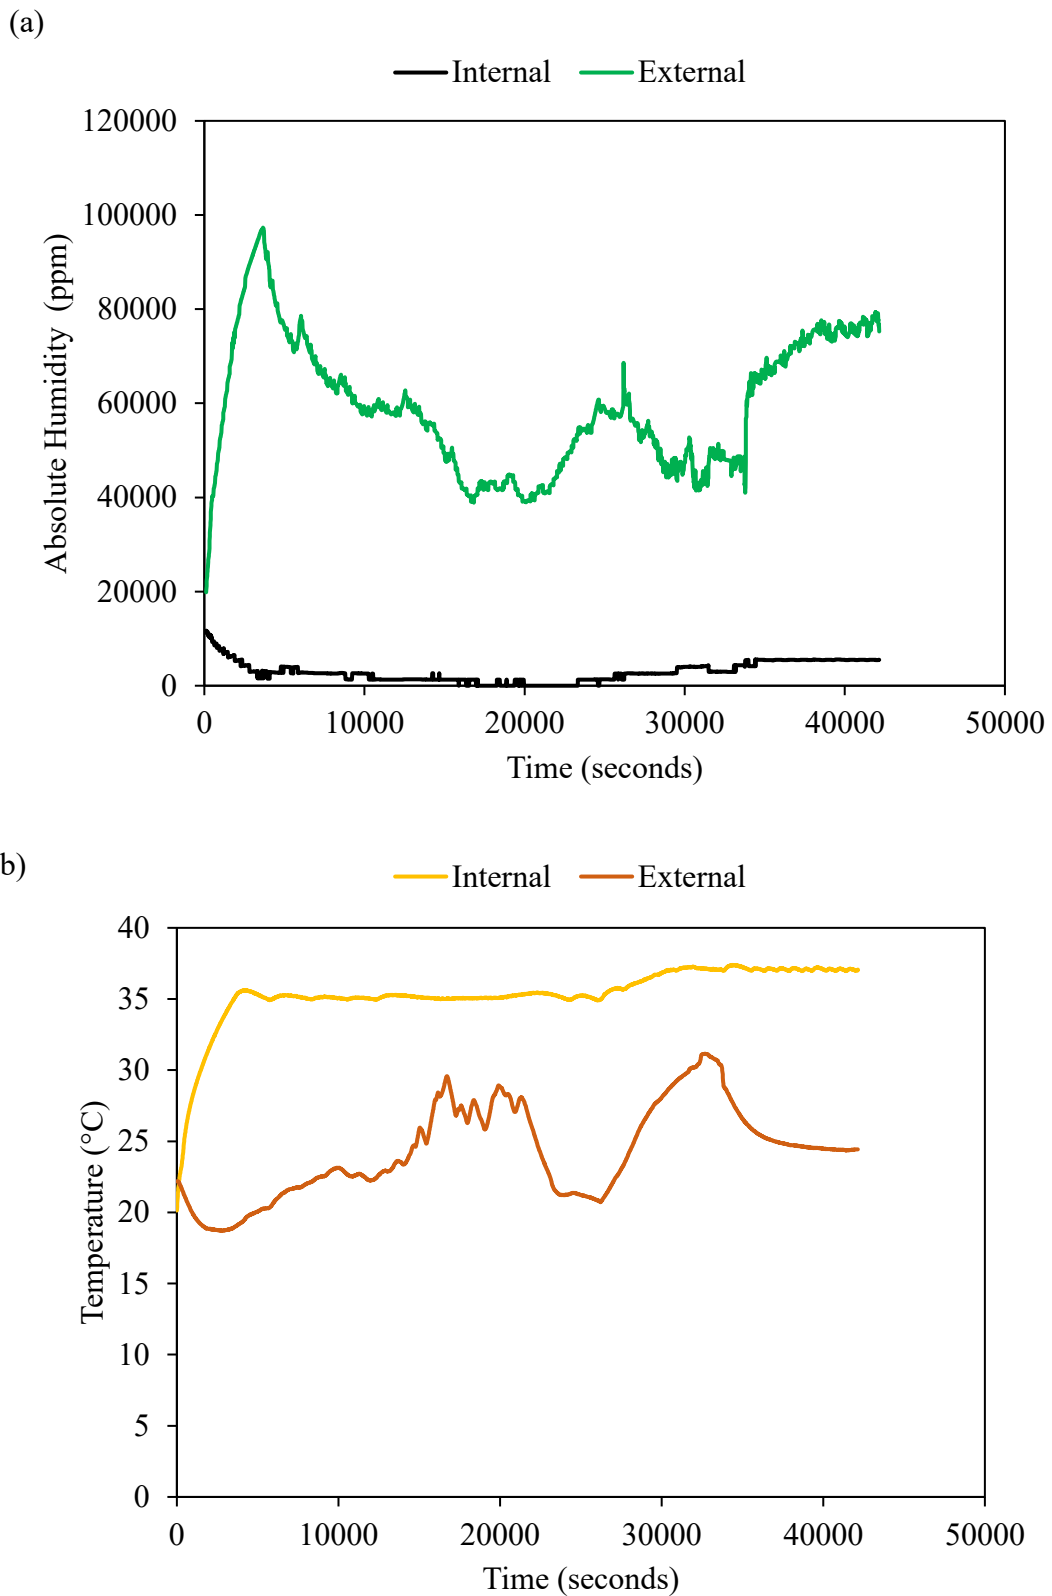 (a)
Internal External
120000
100000
80000
60000
40000
20000
0
Absolute Humidity (ppm)
0 10000 20000 30000 40000 50000
Time (seconds)
b)
Internal External
40
35
30
25
20
15
10
5
0
Temperature (°C)
0 10000 20000 30000 40000 50000
Time (seconds)